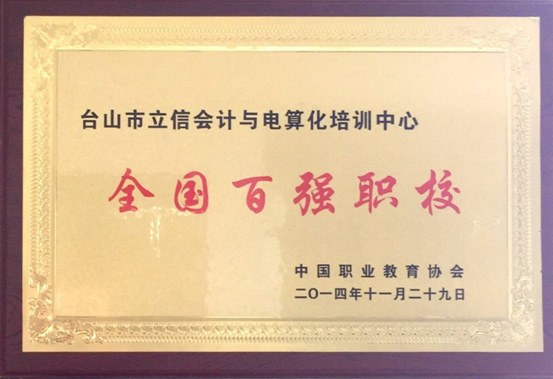 台山市立信会计与电算化培训中心
全国百强职校
中国职业教育协会
二〇一四年十一月二十九日